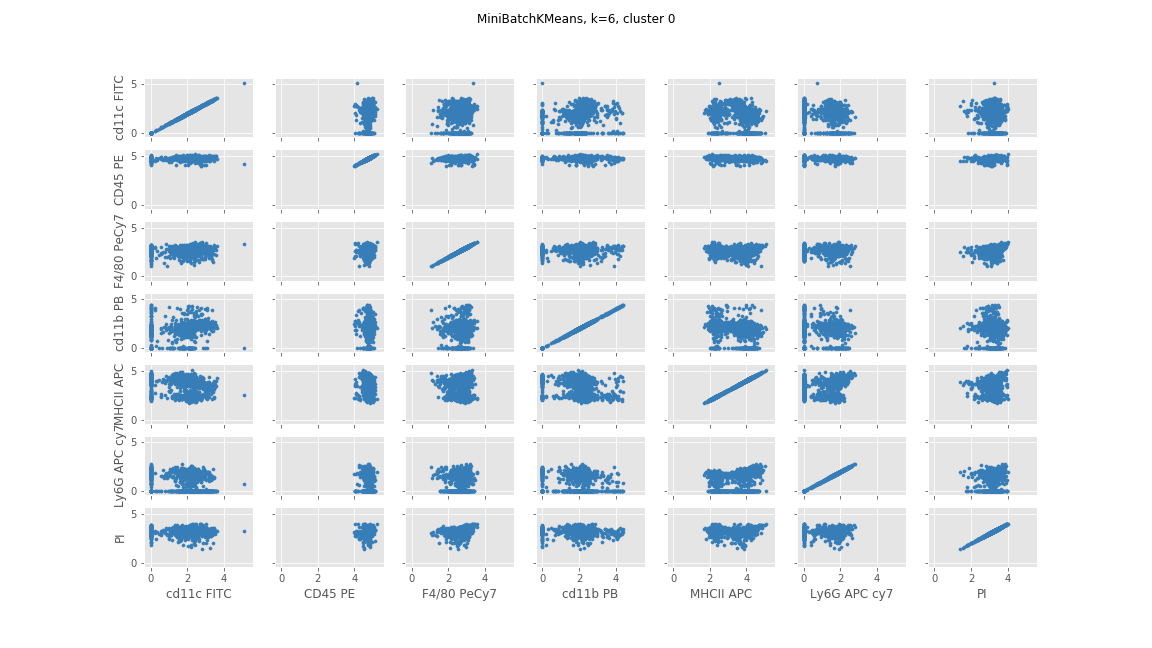 MiniBatchKMeans, k=6, cluster 0
cd11c FITC
5
0
CD45 PE
5
0
F4/80 PeCy7
5
0
cd11b PB
5
0
MHCII APC
5
0
Ly6G APC cy7
5
0
PI
5
0
0 2 4 0 2 4 0 2 4 0 2 4 0 2 4 0 2 4 0 2 4
cd11c FITC CD45 PE F4/80 PeCy7 cd11b PB MHCII APC Ly6G APC cy7 PI